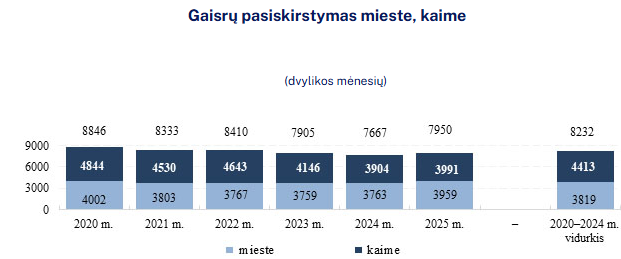 Gaisrų pasiskirstymas mieste, kaime
(dvylikos mėnesių)
8846 8333 8410 7905 7667 7950 8232
9000
6000
3000
0
4844 4530 4643 4146 3904 3991 4413
4002 3803 3767 3759 3763 3959 3819
2020 m. 2021 m. 2022 m. 2023 m. 2024 m. 2025 m. – 2020–2024 m.
vidurkis
mieste kaime